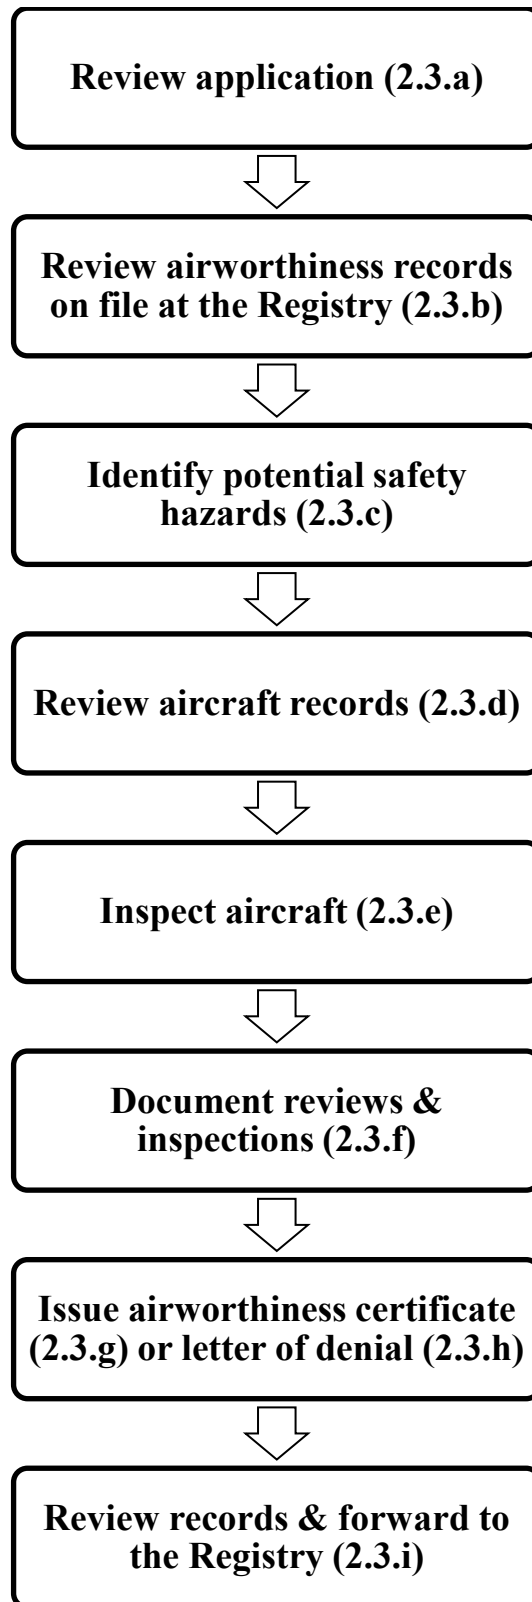 Review application (2.3.a)
Review airworthiness records
on file at the Registry (2.3.b)
Identify potential safety
hazards (2.3.c)
Review aircraft records (2.3.d)
Inspect aircraft (2.3.e)
Document reviews &
inspections (2.3.f)
Issue airworthiness certificate
(2.3.g) or letter of denial (2.3.h)
Review records & forward to
the Registry (2.3.i)